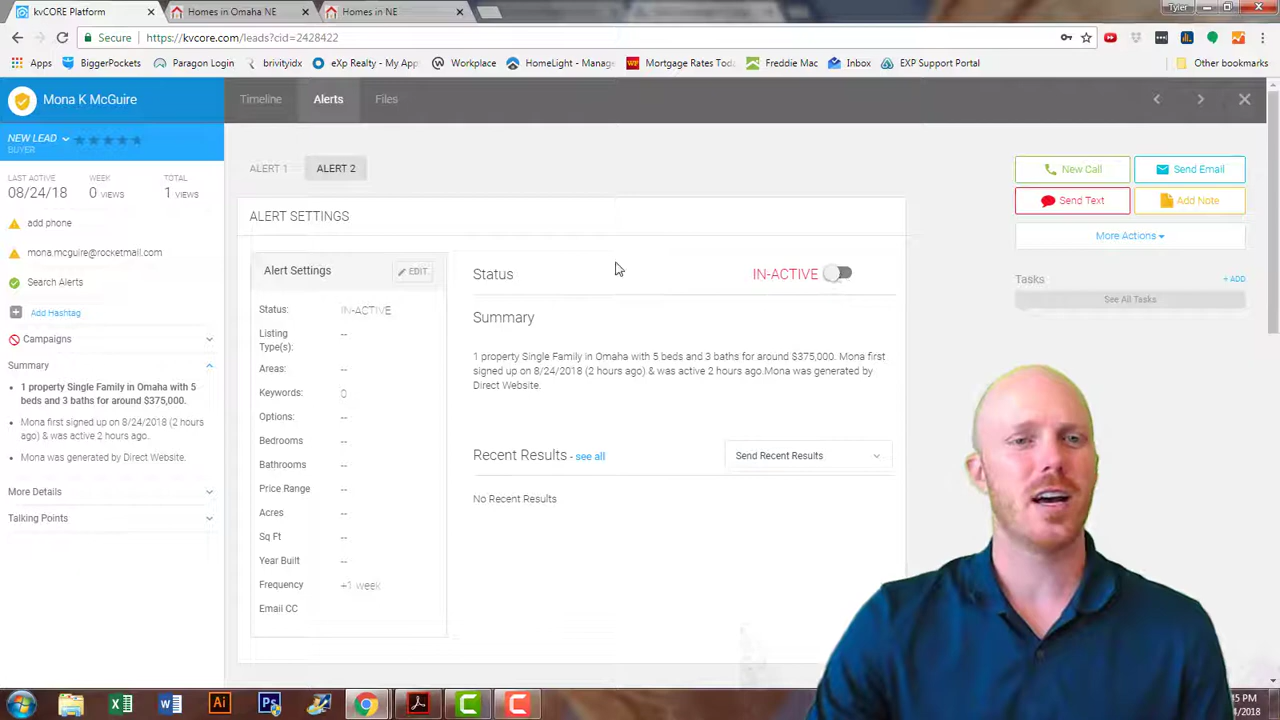 kvCORE Platform
Homes in Omaha NE
Homes in NE
Tyler
Secure
https://kvcore.com/leads?cid=2428422
Apps
BiggerPockets
Paragon Login
brivityidx
eXp Realty - My App
Workplace
HomeLight - Manage
Mortgage Rates Toda
Freddie Mac
Inbox
EXP Support Portal
Other bookmarks
Mona K McGuire
Timeline
Alerts
Files
NEW LEAD
BUYER
LAST ACTIVE
WEEK
TOTAL
08/24/18
0 VIEWS
1 VIEWS
add phone
mona.mcguire@rocketmail.com
Search Alerts
Add Hashtag
Campaigns
Summary
1 property Single Family in Omaha with 5
beds and 3 baths for around $375,000.
Mona first signed up on 8/24/2018 (2 hours
ago) & was active 2 hours ago..
Mona was generated by Direct Website.
More Details
Talking Points
ALERT 1
ALERT 2
ALERT SETTINGS
Alert Settings
EDIT
Status:
IN-ACTIVE
Listing
Type(s):
--
Areas:
--
Keywords:
0
Options:
--
Bedrooms
--
Bathrooms
--
Price Range
--
Acres
--
Sq Ft
--
Year Built
--
Frequency
+1 week
Email CC
Status
IN-ACTIVE
Summary
1 property Single Family in Omaha with 5 beds and 3 baths for around $375,000. Mona first
signed up on 8/24/2018 (2 hours ago) & was active 2 hours ago.Mona was generated by
Direct Website.
Recent Results - see all
Send Recent Results
No Recent Results
New Call
Send Email
Send Text
Add Note
More Actions
Tasks
+ ADD
See All Tasks